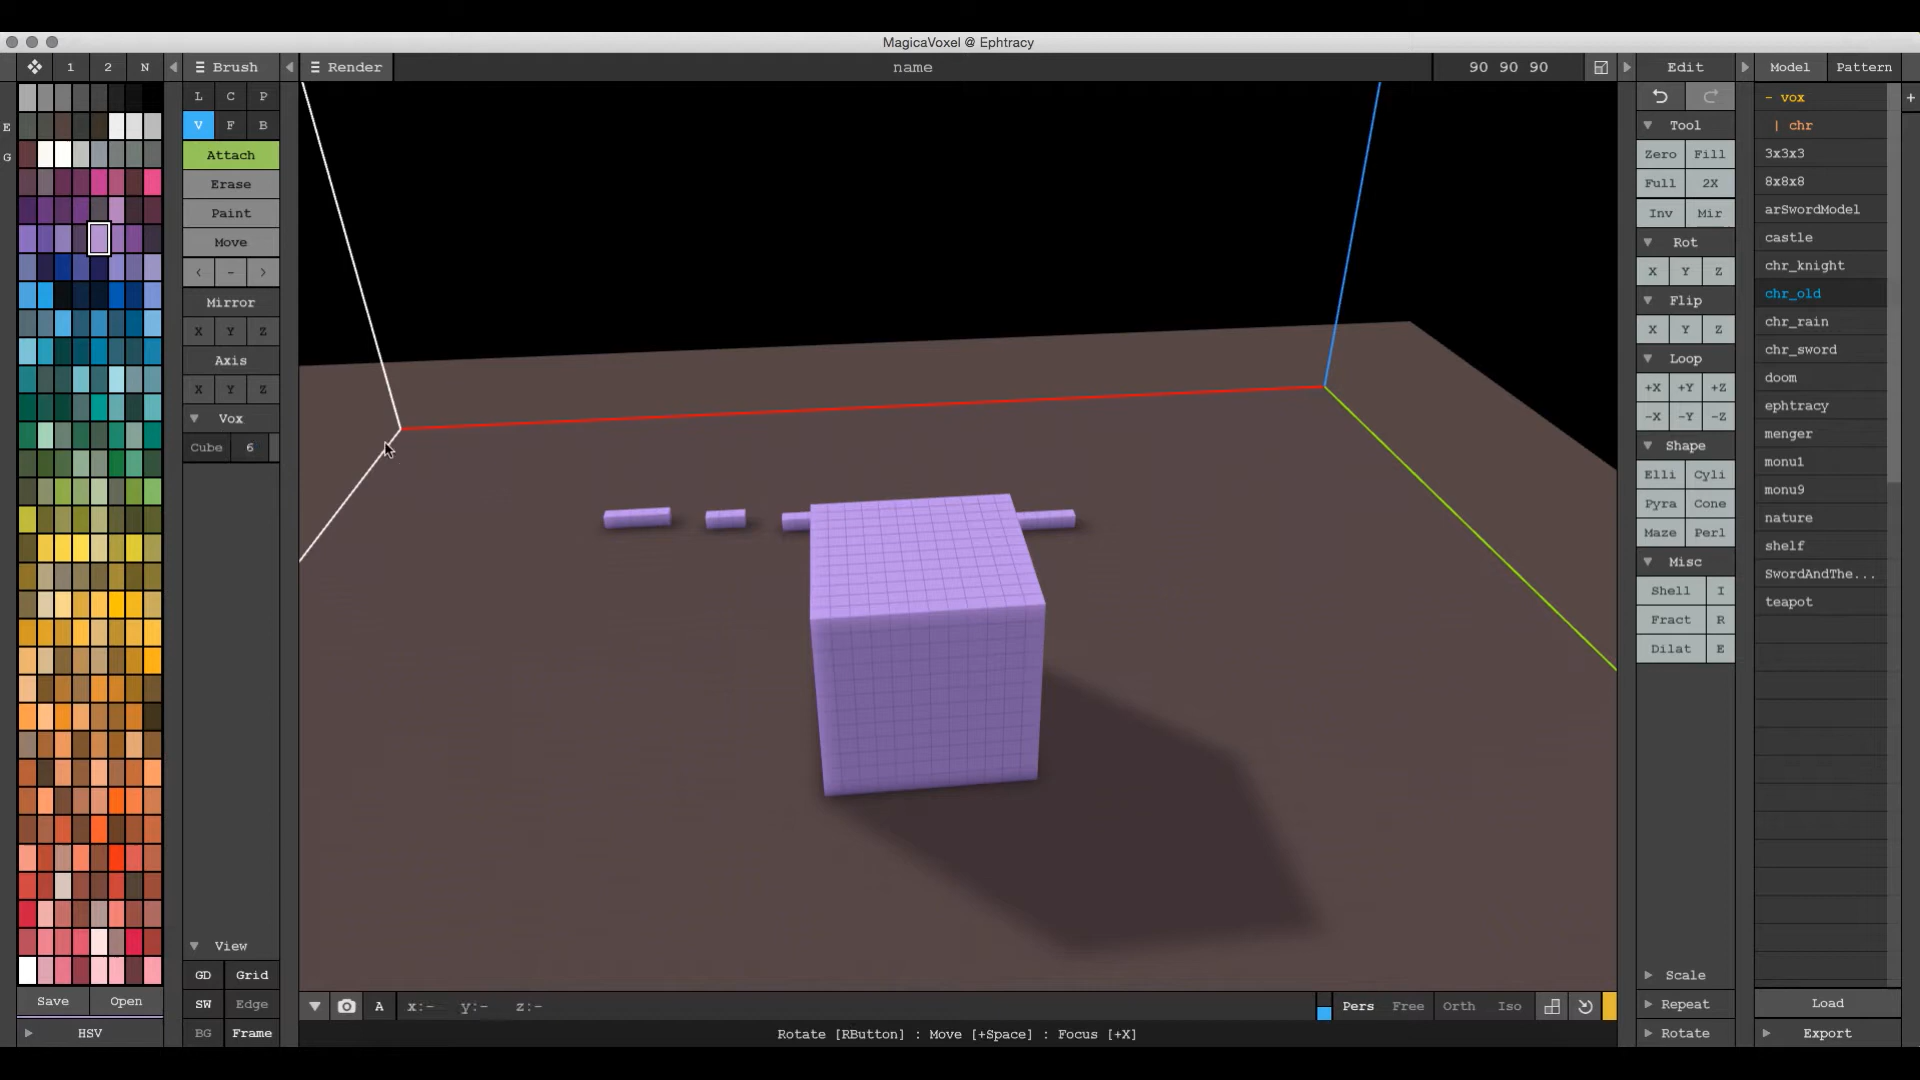 MagicaVoxel @ Ephtracy
1 2 N Brush Render name 90 90 90 Edit Model Pattern
L C P
E V F B
G Attach
Erase
Paint
Move
< - >
Mirror
X Y Z
Axis
X Y Z
Vox
Cube 6
View
GD Grid
SW Edge
BG Frame
Save Open
HSV
A x:- y:- z:- Pers Free Orth Iso
Rotate [RButton] : Move [+Space] : Focus [+X]
Tool
Zero Fill
Full 2X
Inv Mir
Rot
X Y Z
Flip
X Y Z
Loop
+X +Y +Z
-X -Y -Z
Shape
Elli Cyli
Pyra Cone
Maze Perl
Misc
Shell I
Fract R
Dilat E
Scale
Repeat
Rotate
- vox
| chr
3x3x3
8x8x8
arSwordModel
castle
chr_knight
chr_old
chr_rain
chr_sword
doom
ephtracy
menger
monu1
monu9
nature
shelf
SwordAndThe...
teapot
Load
Export
+